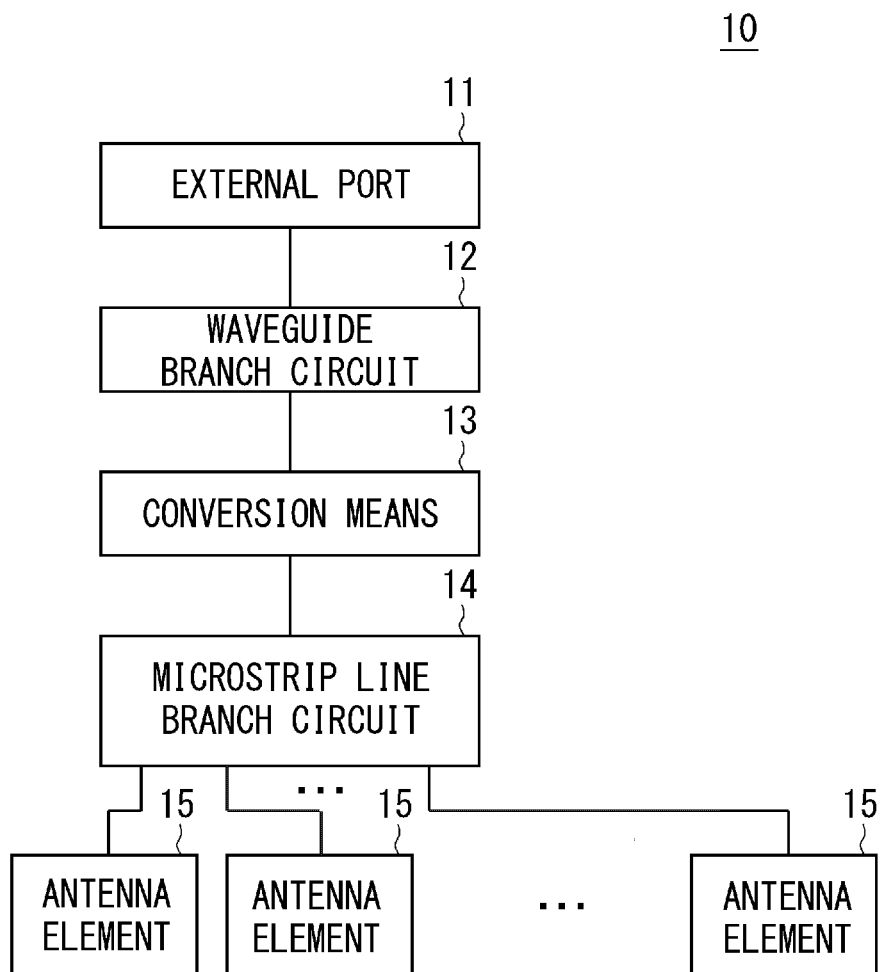 10
11
EXTERNAL PORT
12
WAVEGUIDE
BRANCH CIRCUIT
13
CONVERSION MEANS
14
MICROSTRIP LINE
BRANCH CIRCUIT
...
15
15
15
ANTENNA
ELEMENT
ANTENNA
ELEMENT
...
ANTENNA
ELEMENT